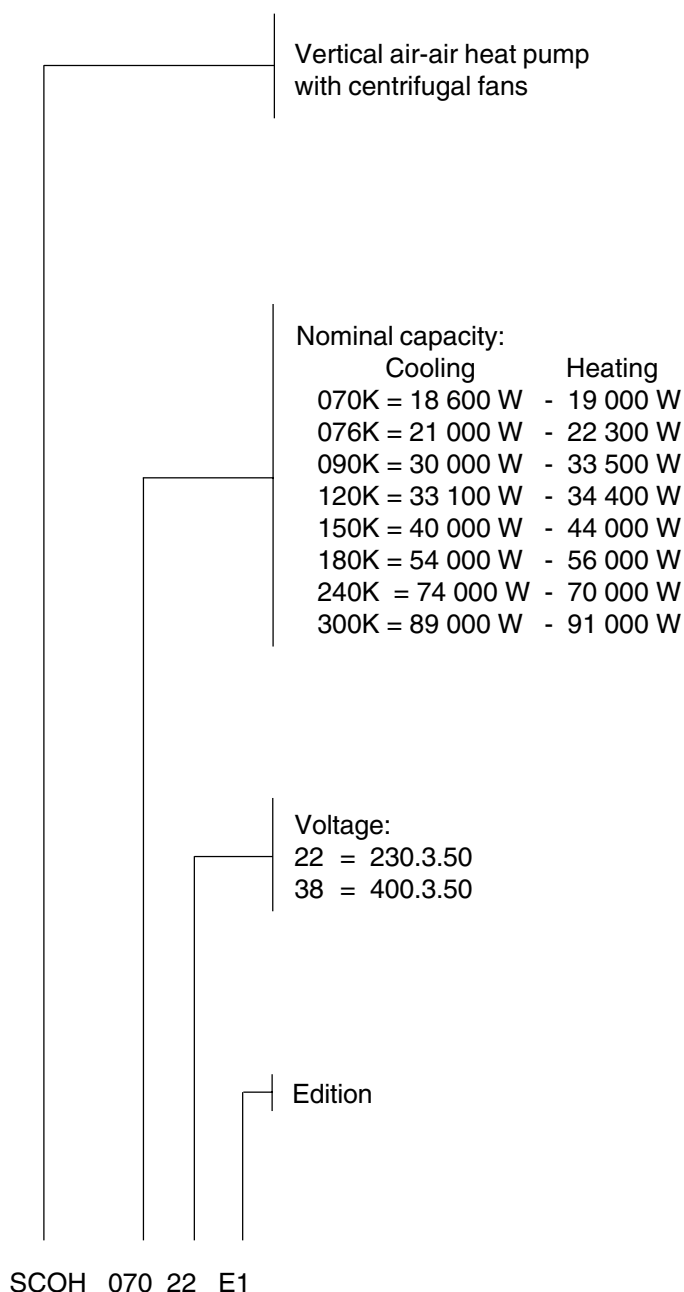 Vertical air-air heat pump
with centrifugal fans
Nominal capacity:
Cooling Heating
070K = 18 600 W - 19 000 W
076K = 21 000 W - 22 300 W
090K = 30 000 W - 33 500 W
120K = 33 100 W - 34 400 W
150K = 40 000 W - 44 000 W
180K = 54 000 W - 56 000 W
240K = 74 000 W - 70 000 W
300K = 89 000 W - 91 000 W
Voltage:
22 = 230.3.50
38 = 400.3.50
Edition
SCOH 070 22 E1